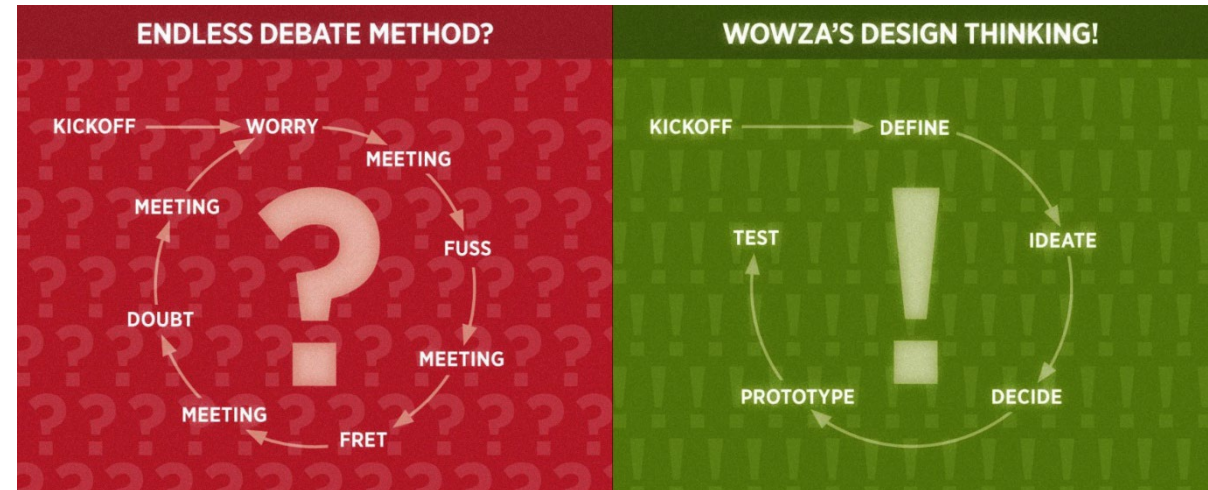 ENDLESS DEBATE METHOD?
KICKOFF
WORRY
MEETING
FUSS
MEETING
FRET
MEETING
DOUBT
MEETING
WOWZA'S DESIGN THINKING!
KICKOFF
DEFINE
IDEATE
DECIDE
PROTOTYPE
TEST